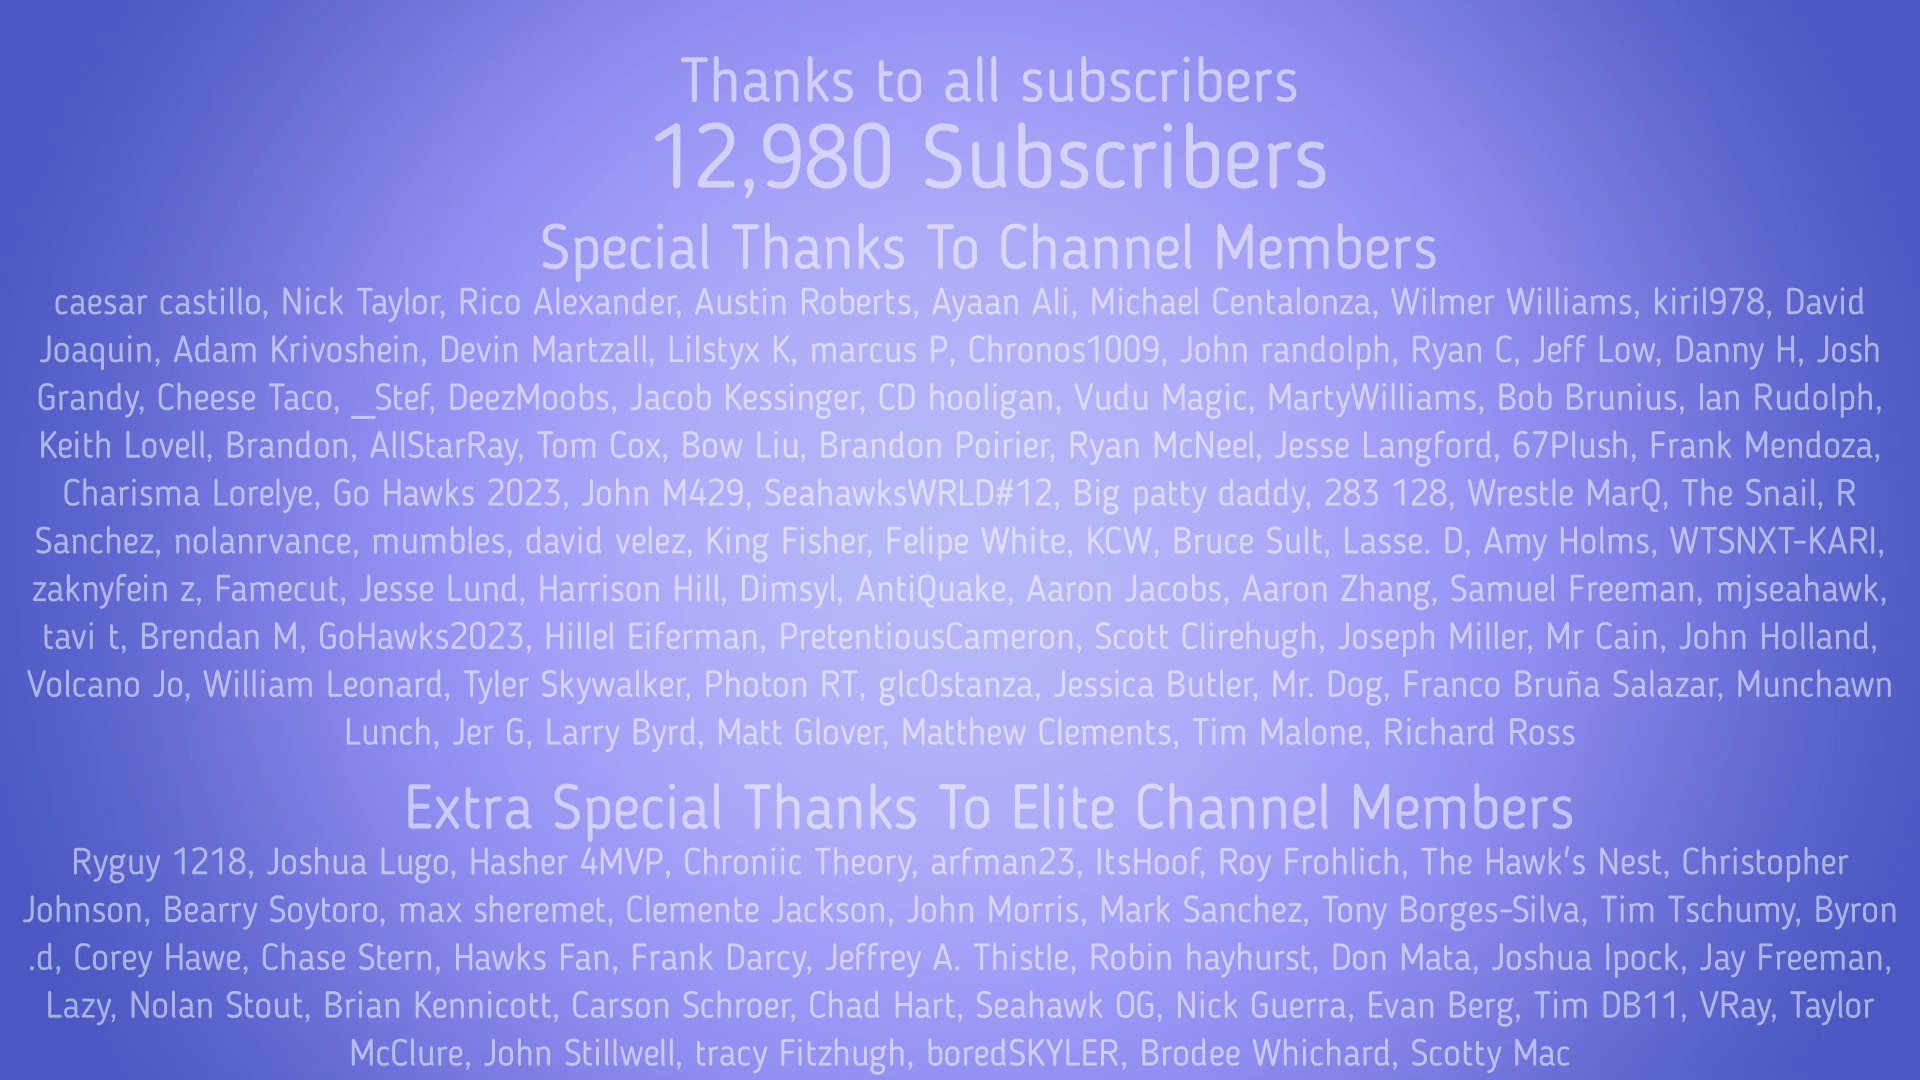 Thanks to all subscribers
12,980 Subscribers
Special Thanks To Channel Members
caesar castillo, Nick Taylor, Rico Alexander, Austin Roberts, Ayaan Ali, Michael Centalonza, Wilmer Williams, kiril978, David
Joaquin, Adam Krivoshein, Devin Martzall, Lilstyx K, marcus P, Chronos1009, John randolph, Ryan C, Jeff Low, Danny H, Josh
Grandy, Cheese Taco, __Stef, DeezMoobs, Jacob Kessinger, CD hooligan, Vudu Magic, MartyWilliams, Bob Brunius, Ian Rudolph,
Keith Lovell, Brandon, AllStarRay, Tom Cox, Bow Liu, Brandon Poirier, Ryan McNeel, Jesse Langford, 67Plush, Frank Mendoza,
Charisma Lorelye, Go Hawks 2023, John M429, SeahawksWRLD#12, Big patty daddy, 283 128, Wrestle MarQ, The Snail, R
Sanchez, nolanrvance, mumbles, david velez, King Fisher, Felipe White, KCW, Bruce Sult, Lasse. D, Amy Holms, WTSNXT-KARI,
zaknyfein z, Famecut, Jesse Lund, Harrison Hill, Dimsyl, AntiQuake, Aaron Jacobs, Aaron Zhang, Samuel Freeman, mjseahawk,
tavi t, Brendan M, GoHawks2023, Hillel Eiferman, PretentiousCameron, Scott Clirehugh, Joseph Miller, Mr Cain, John Holland,
Volcano Jo, William Leonard, Tyler Skywalker, Photon RT, glc0stanza, Jessica Butler, Mr. Dog, Franco Bruña Salazar, Munchawn
Lunch, Jer G, Larry Byrd, Matt Glover, Matthew Clements, Tim Malone, Richard Ross
Extra Special Thanks To Elite Channel Members
Ryguy 1218, Joshua Lugo, Hasher 4MVP, Chroniic Theory, arfman23, ItsHoof, Roy Frohlich, The Hawk's Nest, Christopher
Johnson, Bearry Soytoro, max sheremet, Clemente Jackson, John Morris, Mark Sanchez, Tony Borges-Silva, Tim Tschumy, Byron
.d, Corey Hawe, Chase Stern, Hawks Fan, Frank Darcy, Jeffrey A. Thistle, Robin hayhurst, Don Mata, Joshua Ipock, Jay Freeman,
Lazy, Nolan Stout, Brian Kennicott, Carson Schroer, Chad Hart, Seahawk OG, Nick Guerra, Evan Berg, Tim DB11, VRay, Taylor
McClure, John Stillwell, tracy Fitzhugh, boredSKYLER, Brodee Whichard, Scotty Mac